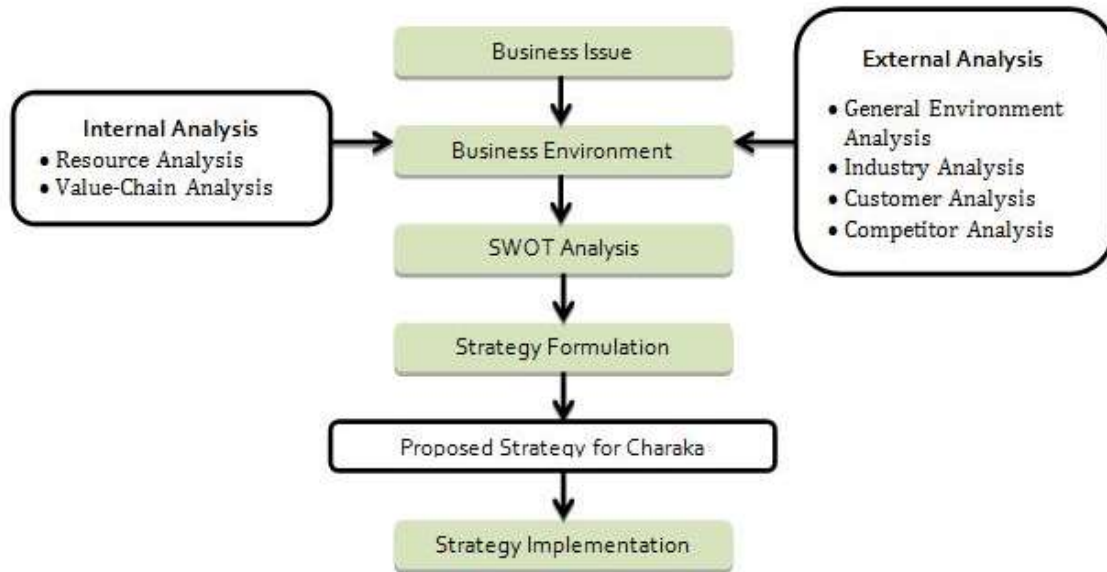 Business Issue
Internal Analysis
• Resource Analysis
• Value-Chain Analysis
Business Environment
External Analysis
• General Environment
Analysis
• Industry Analysis
• Customer Analysis
• Competitor Analysis
SWOT Analysis
Strategy Formulation
Proposed Strategy for Charaka
Strategy Implementation